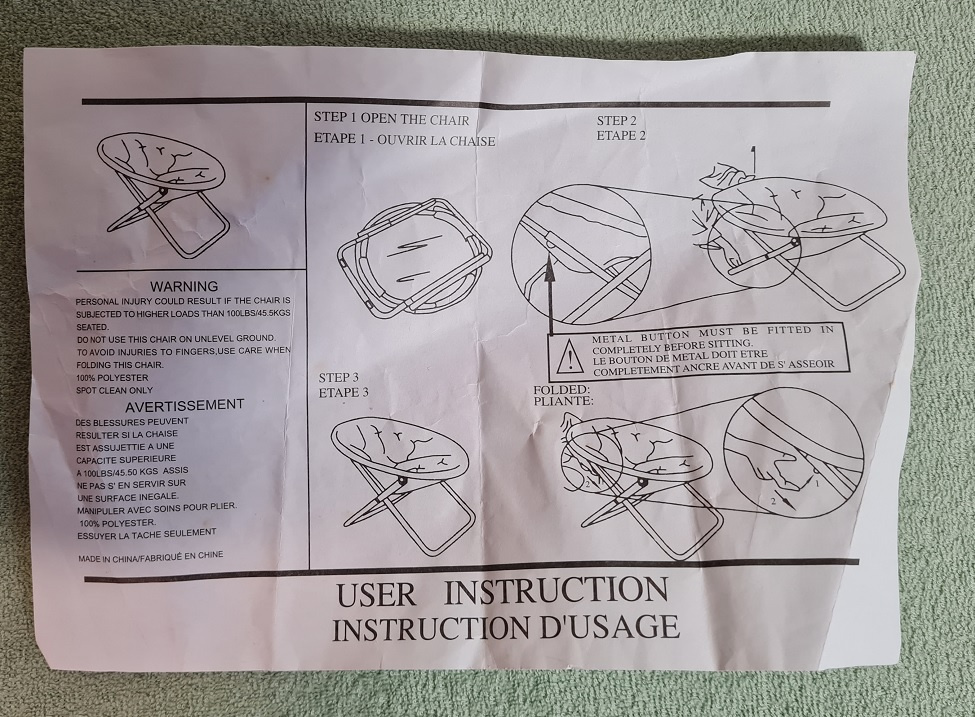 WARNING
PERSONAL INJURY COULD RESULT IF THE CHAIR IS
SUBJECTED TO HIGHER LOADS THAN 100LBS/45.5KGS
SEATED.
DO NOT USE THIS CHAIR ON UNLEVEL GROUND.
TO AVOID INJURIES TO FINGERS,USE CARE WHEN
FOLDING THIS CHAIR.
100% POLYESTER
SPOT CLEAN ONLY
AVERTISSEMENT
DES BLESSURES PEUVENT
RESULTER SI LA CHAISE
EST ASSUJETTIE A UNE
CAPACITE SUPERIEURE
A 100LBS/45.50 KGS ASSIS
NE PAS S' EN SERVIR SUR
UNE SURFACE INEGALE.
MANIPULER AVEC SOINS POUR PLIER.
100% POLYESTER.
ESSUYER LA TACHE SEULEMENT
MADE IN CHINA/FABRIQUÉ EN CHINE
STEP 1 OPEN THE CHAIR
ETAPE 1 - OUVRIR LA CHAISE
STEP 2
ETAPE 2
1
METAL BUTTON MUST BE FITTED IN
COMPLETELY BEFORE SITTING.
LE BOUTON DE METAL DOIT ETRE
COMPLETEMENT ANCRE AVANT DE S' ASSEOIR
STEP 3
ETAPE 3
FOLDED:
PLIANTE:
2
1
2
USER INSTRUCTION
INSTRUCTION D'USAGE